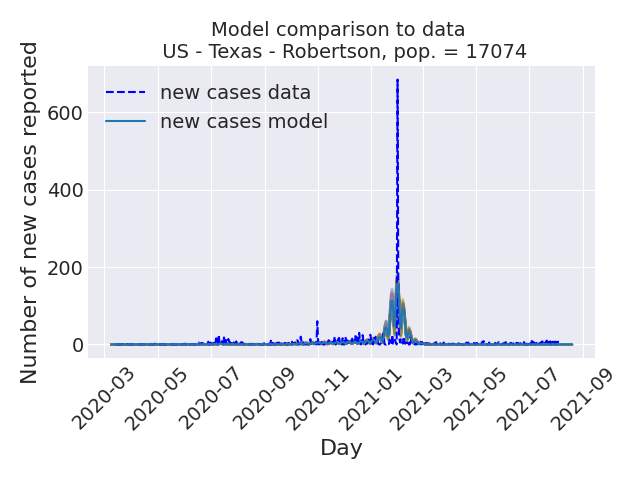 Model comparison to data
US - Texas - Robertson, pop. = 17074
Number of new cases reported
600
400
200
0
new cases data
new cases model
2020-03
2020-05
2020-07
2020-09
2020-11
2021-01
2021-03
2021-05
2021-07
2021-09
Day